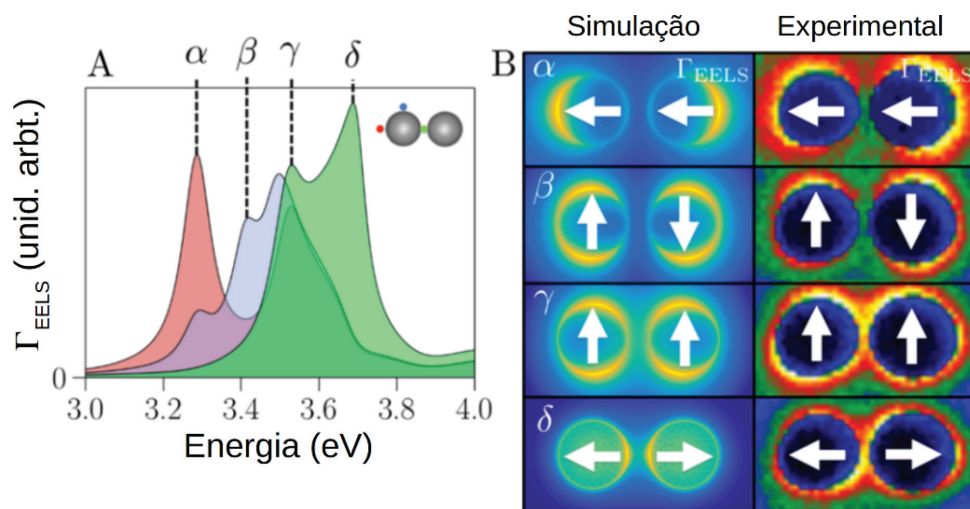 Simulação Experimental
A
α β γ δ
B
Γ EELS (unid. arbt.)
0
3.0 3.2 3.4 3.6 3.8 4.0
Energia (eV)
α Γ_EELS Γ_EELS
β
γ
δ